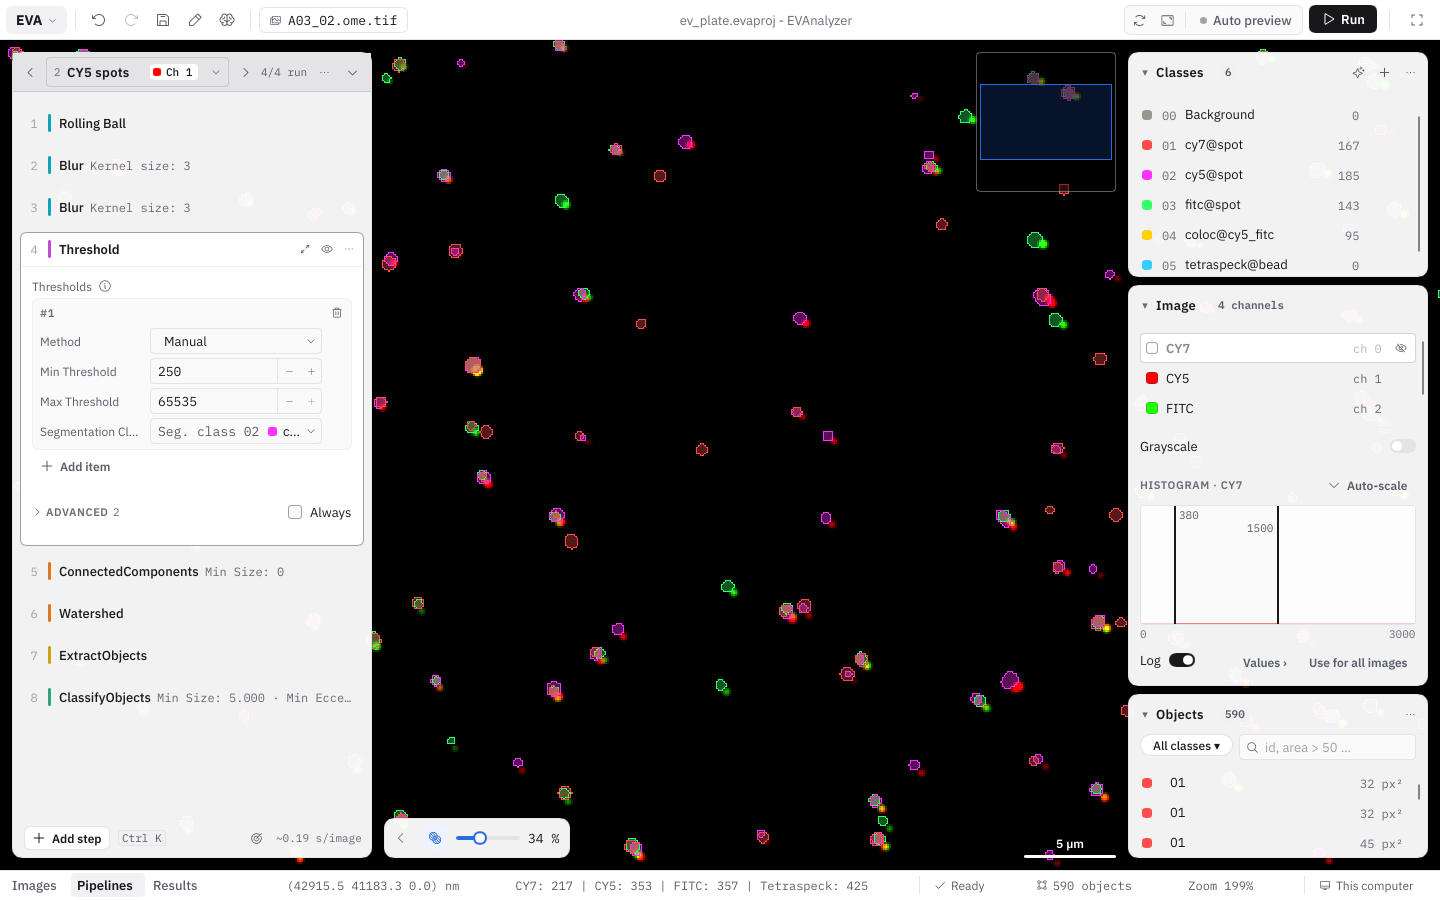 EVA
A03_02.ome.tif
ev_plate.evaproj - EVAnalyzer
Auto preview
Run
2 CY5 spots Ch 1 4/4 run
1 Rolling Ball
2 Blur Kernel size: 3
3 Blur Kernel size: 3
4 Threshold
Thresholds
#1
Method Manual
Min Threshold 250
Max Threshold 65535
Segmentation Cl... Seg. class 02 c...
Add item
ADVANCED 2 Always
5 ConnectedComponents Min Size: 0
6 Watershed
7 ExtractObjects
8 ClassifyObjects Min Size: 5.000 · Min Ecce...
Add step Ctrl K ~0.19 s/image
34 %
5 μm
Classes 6
00 Background 0
01 cy7@spot 167
02 cy5@spot 185
03 fitc@spot 143
04 coloc@cy5_fitc 95
05 tetraspeck@bead 0
Image 4 channels
CY7 ch 0
CY5 ch 1
FITC ch 2
Grayscale
HISTOGRAM · CY7 Auto-scale
380
1500
0 3000
Log Values › Use for all images
Objects 590
All classes ▾ id, area > 50 ...
01 32 px²
01 32 px²
01 45 px²
Images Pipelines Results (42915.5 41183.3 0.0) nm CY7: 217 | CY5: 353 | FITC: 357 | Tetraspeck: 425 Ready 590 objects Zoom 199% This computer